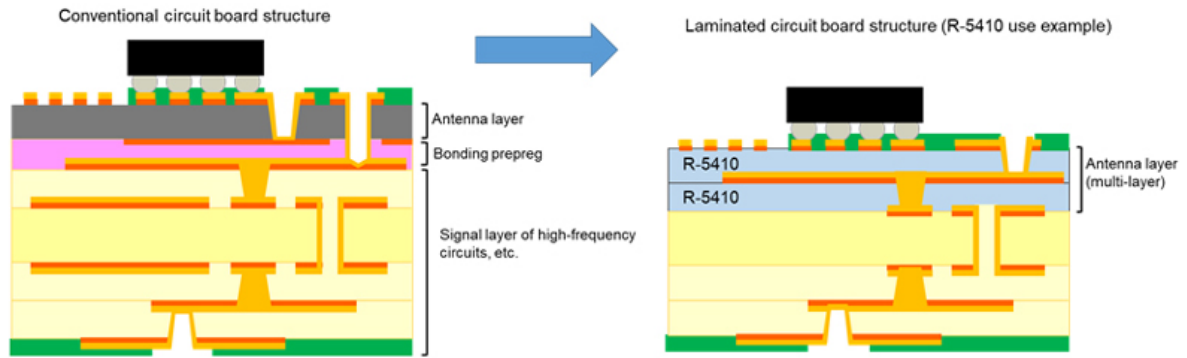 Conventional circuit board structure
Laminated circuit board structure (R-5410 use example)
Antenna layer
Bonding prepreg
Signal layer of high-frequency
circuits, etc.
R-5410
R-5410
Antenna layer
(multi-layer)